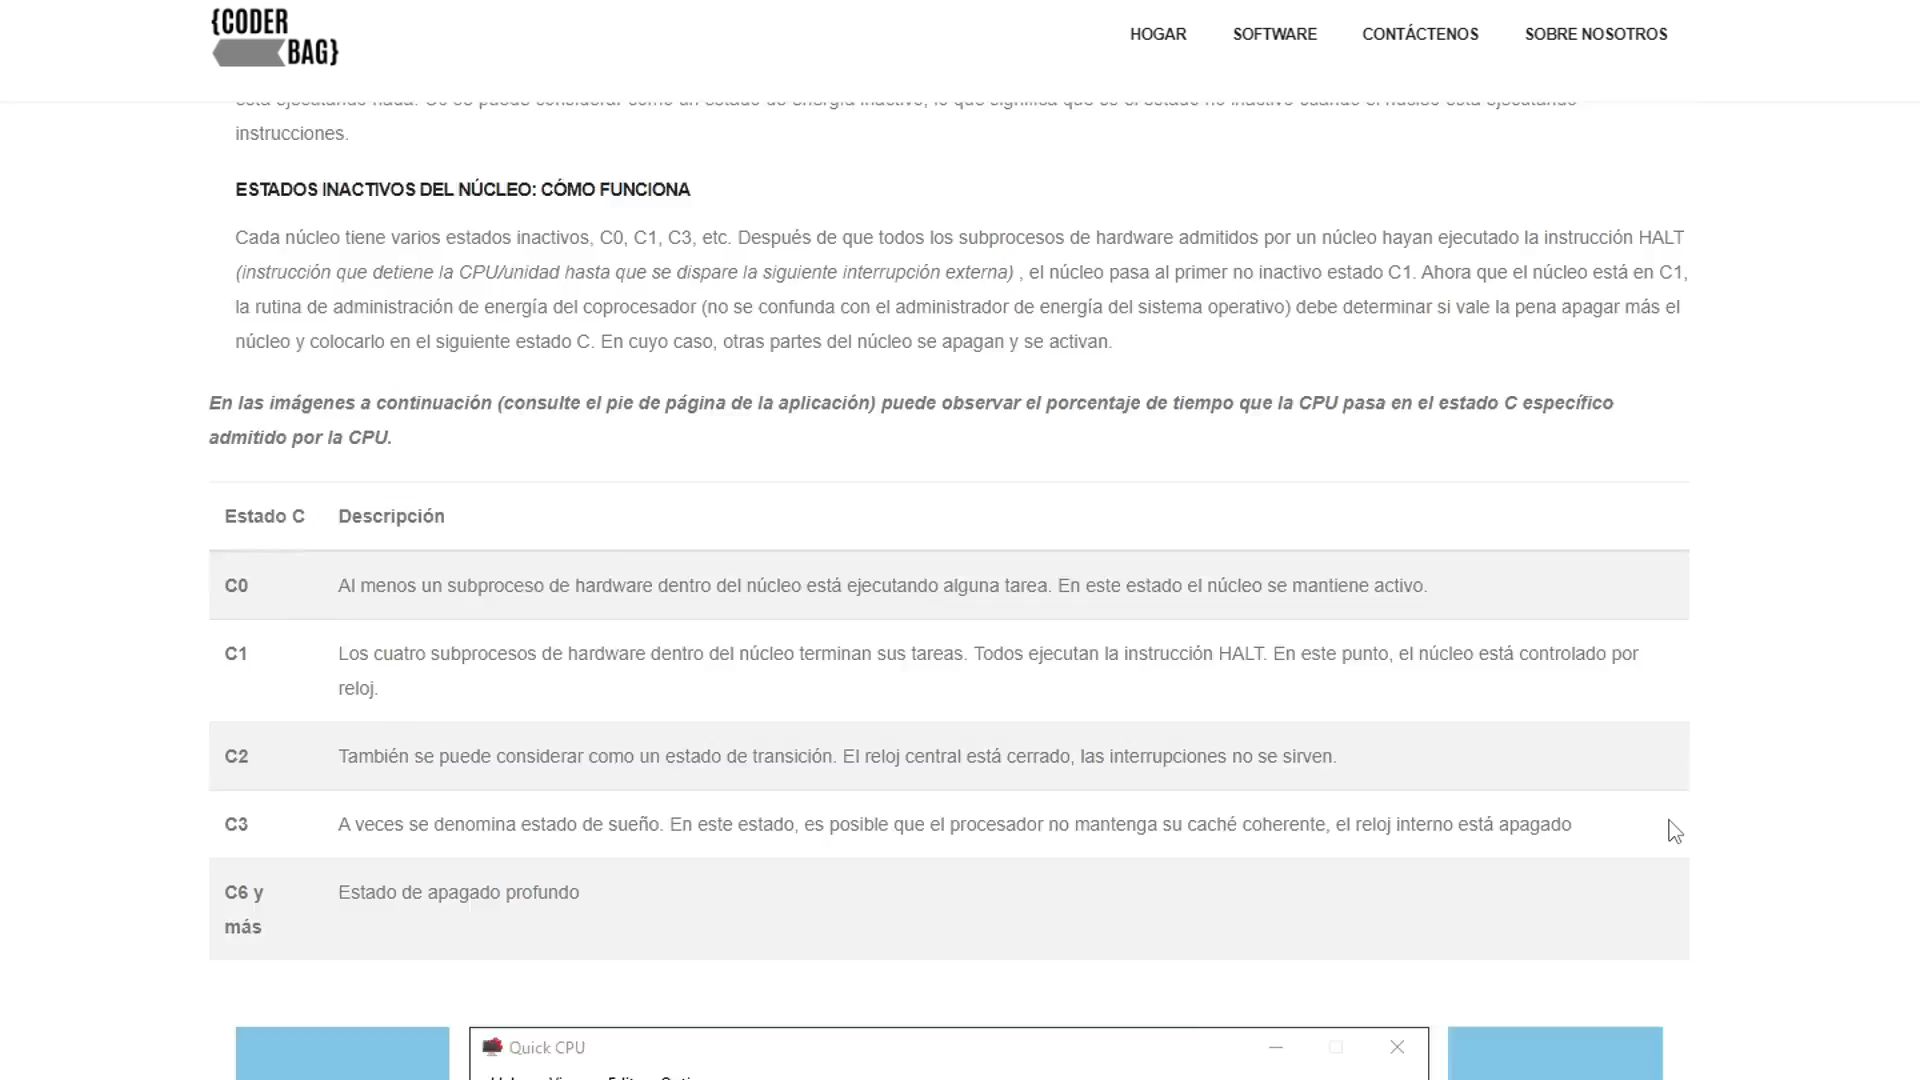 {CODER
BAG}
HOGAR SOFTWARE CONTÁCTENOS SOBRE NOSOTROS
instrucciones.
ESTADOS INACTIVOS DEL NÚCLEO: CÓMO FUNCIONA
Cada núcleo tiene varios estados inactivos, C0, C1, C3, etc. Después de que todos los subprocesos de hardware admitidos por un núcleo hayan ejecutado la instrucción HALT
(instrucción que detiene la CPU/unidad hasta que se dispare la siguiente interrupción externa) , el núcleo pasa al primer no inactivo estado C1. Ahora que el núcleo está en C1,
la rutina de administración de energía del coprocesador (no se confunda con el administrador de energía del sistema operativo) debe determinar si vale la pena apagar más el
núcleo y colocarlo en el siguiente estado C. En cuyo caso, otras partes del núcleo se apagan y se activan.
En las imágenes a continuación (consulte el pie de página de la aplicación) puede observar el porcentaje de tiempo que la CPU pasa en el estado C específico
admitido por la CPU.
Estado C Descripción
C0 Al menos un subproceso de hardware dentro del núcleo está ejecutando alguna tarea. En este estado el núcleo se mantiene activo.
C1 Los cuatro subprocesos de hardware dentro del núcleo terminan sus tareas. Todos ejecutan la instrucción HALT. En este punto, el núcleo está controlado por
reloj.
C2 También se puede considerar como un estado de transición. El reloj central está cerrado, las interrupciones no se sirven.
C3 A veces se denomina estado de sueño. En este estado, es posible que el procesador no mantenga su caché coherente, el reloj interno está apagado
C6 y Estado de apagado profundo
más
Quick CPU